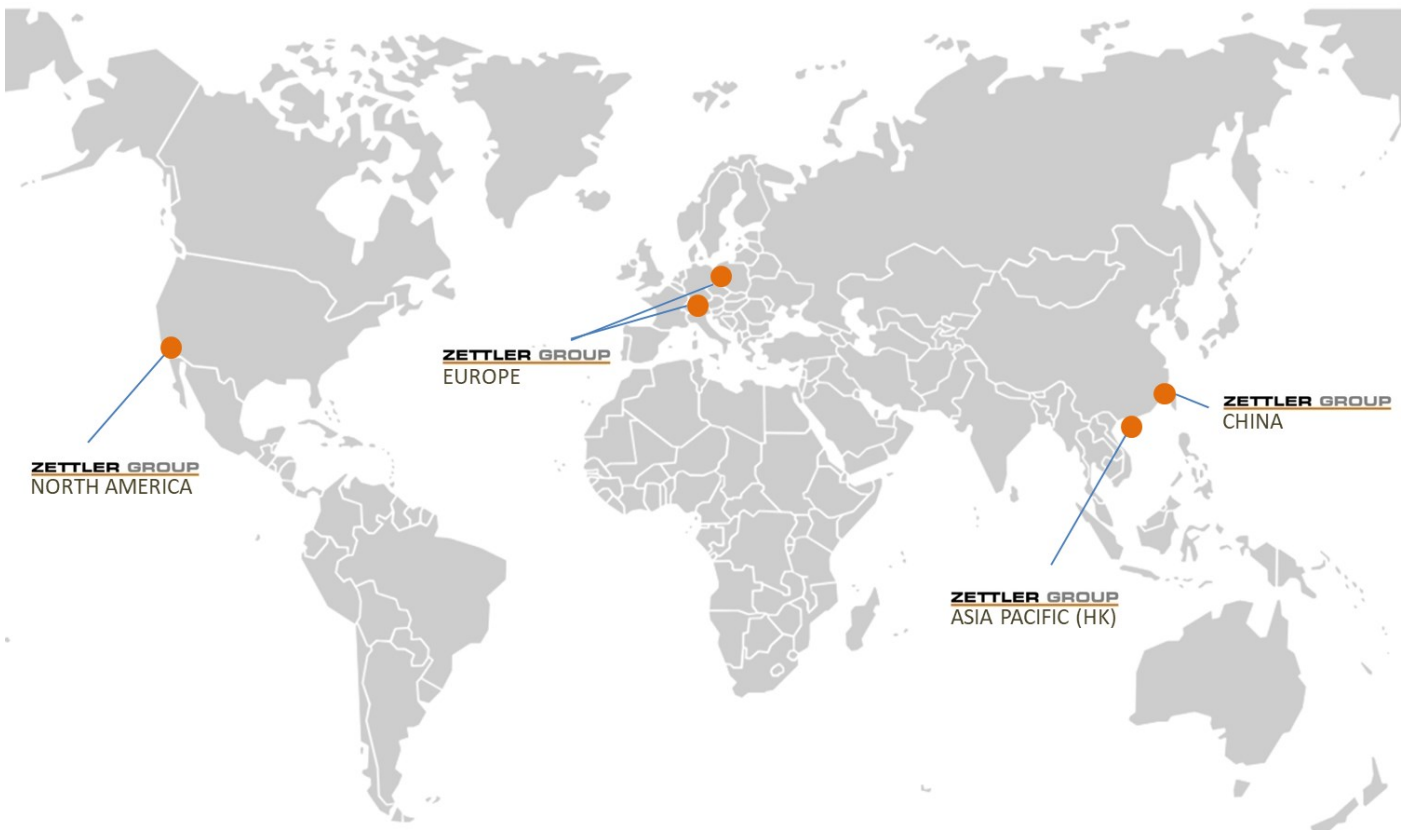 ZETTLER GROUP
EUROPE
ZETTLER GROUP
CHINA
ZETTLER GROUP
NORTH AMERICA
ZETTLER GROUP
ASIA PACIFIC (HK)